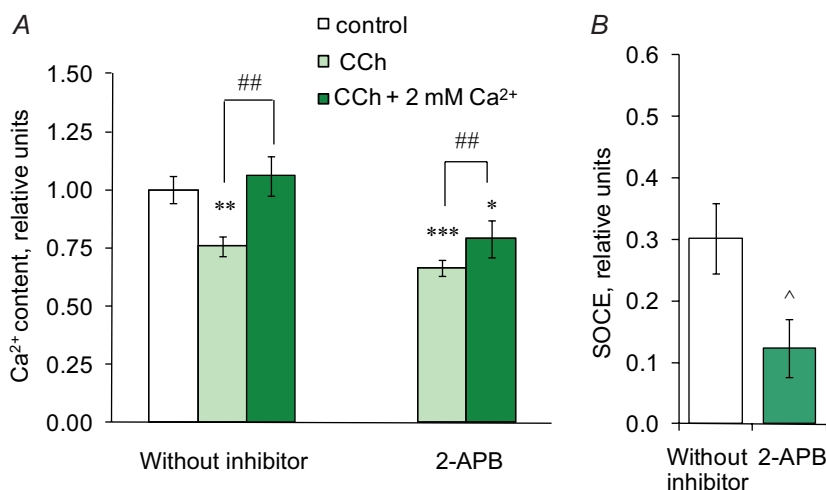 A
control
CCh
CCh + 2 mM Ca²⁺
Ca²⁺ content, relative units
1.50
1.25
1.00
0.75
0.50
0.25
0.00
##
**
##
***
*
Without inhibitor
2-APB
B
SOCE, relative units
0.6
0.5
0.4
0.3
0.2
0.1
0.0
^
Without
inhibitor
2-APB